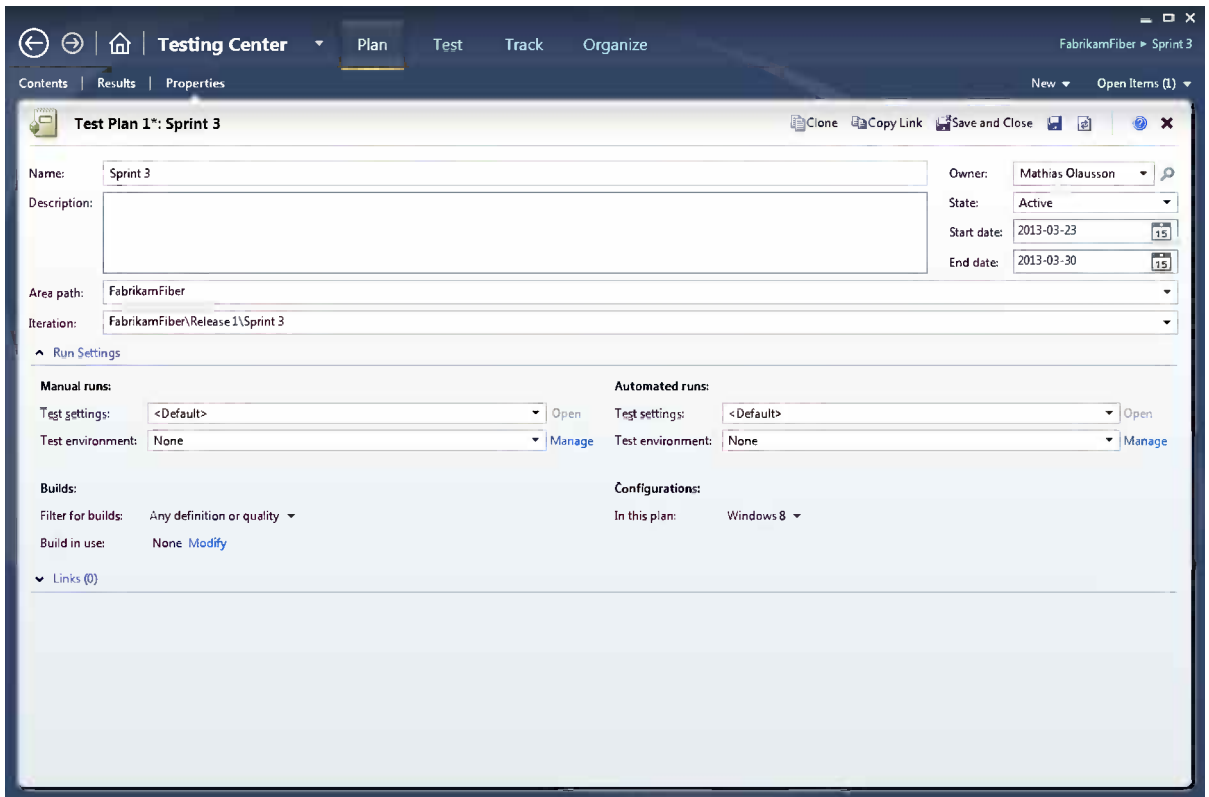 Testing Center Plan Test Track Organize FabrikamFiber ▸ Sprint 3
Contents | Results | Properties New Open Items (1)
Test Plan 1*: Sprint 3 Clone Copy Link Save and Close
Name: Sprint 3 Owner: Mathias Olausson
Description: State: Active
Start date: 2013-03-23 15
End date: 2013-03-30 15
Area path: FabrikamFiber
Iteration: FabrikamFiber\Release 1\Sprint 3
Run Settings
Manual runs: Automated runs:
Test settings: <Default> Open Test settings: <Default> Open
Test environment: None Manage Test environment: None Manage
Builds: Configurations:
Filter for builds: Any definition or quality In this plan: Windows 8
Build in use: None Modify
Links (0)